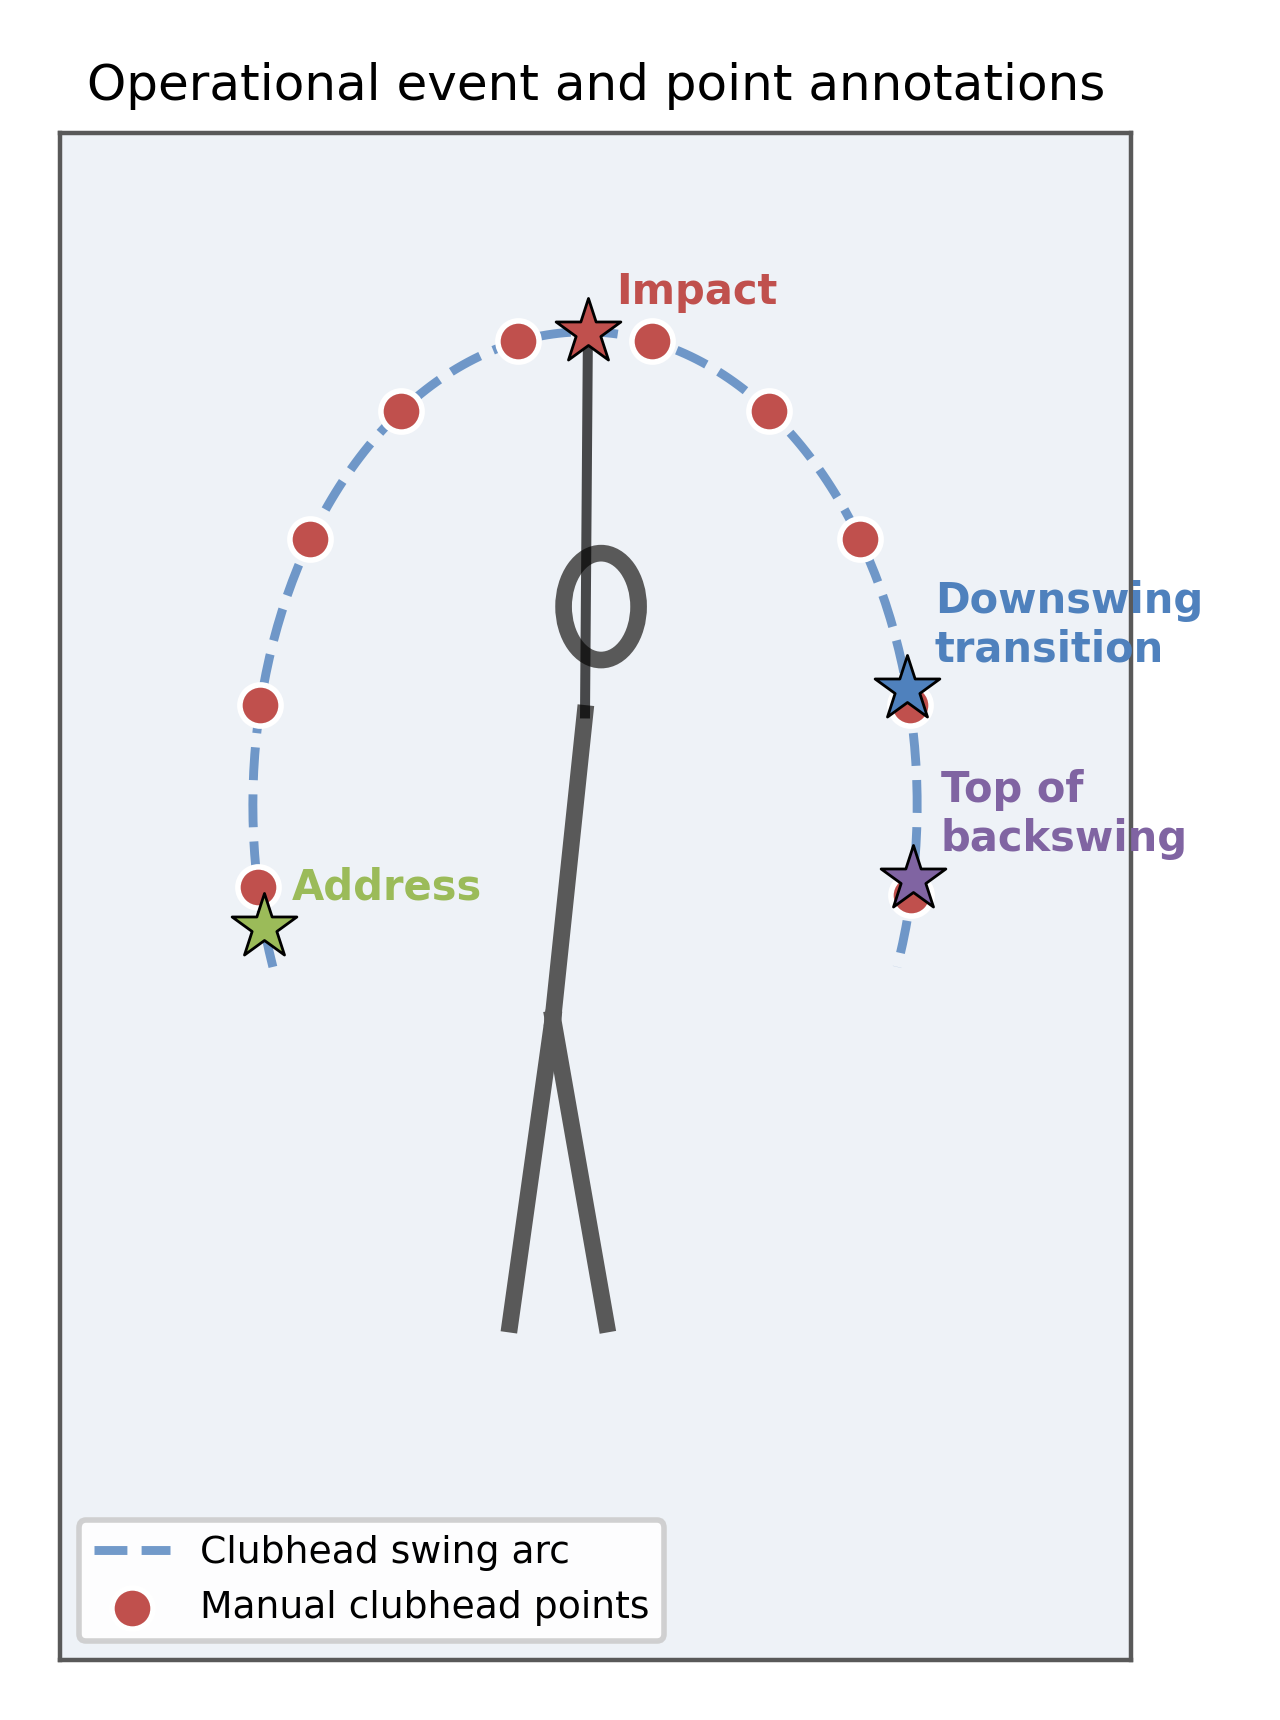 Operational event and point annotations
Impact
Downswing
transition
Top of
backswing
Address
Clubhead swing arc
Manual clubhead points